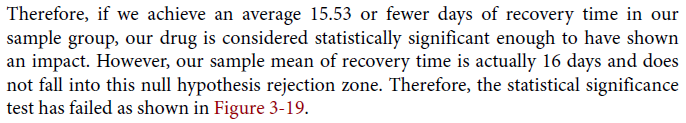 Therefore, if we achieve an average 15.53 or fewer days of recovery time in our
sample group, our drug is considered statistically significant enough to have shown
an impact. However, our sample mean of recovery time is actually 16 days and does
not fall into this null hypothesis rejection zone. Therefore, the statistical significance
test has failed as shown in Figure 3-19.